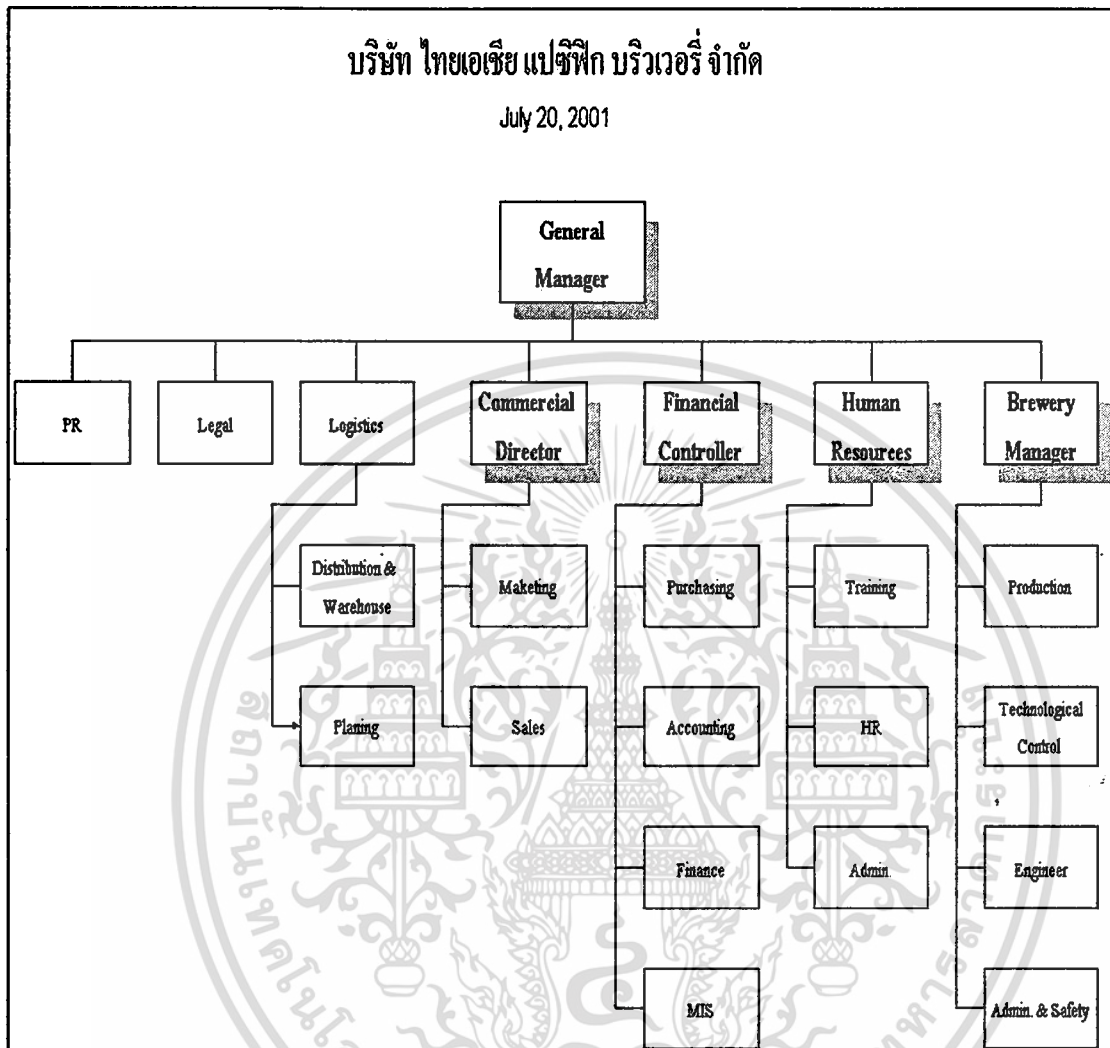 บริษัท ไทยเอเชีย แปซิฟิก บริวเวอรี่ จำกัด
July 20, 2001
General
Manager
PR
Legal
Logistics
Commercial
Director
Financial
Controller
Human
Resources
Brewery
Manager
Distribution &
Warehouse
Maketing
Purchasing
Training
Production
Planing
Sales
Accounting
HR
Technological
Control
Finance
Admin.
Engineer
MIS
Admin. & Safety